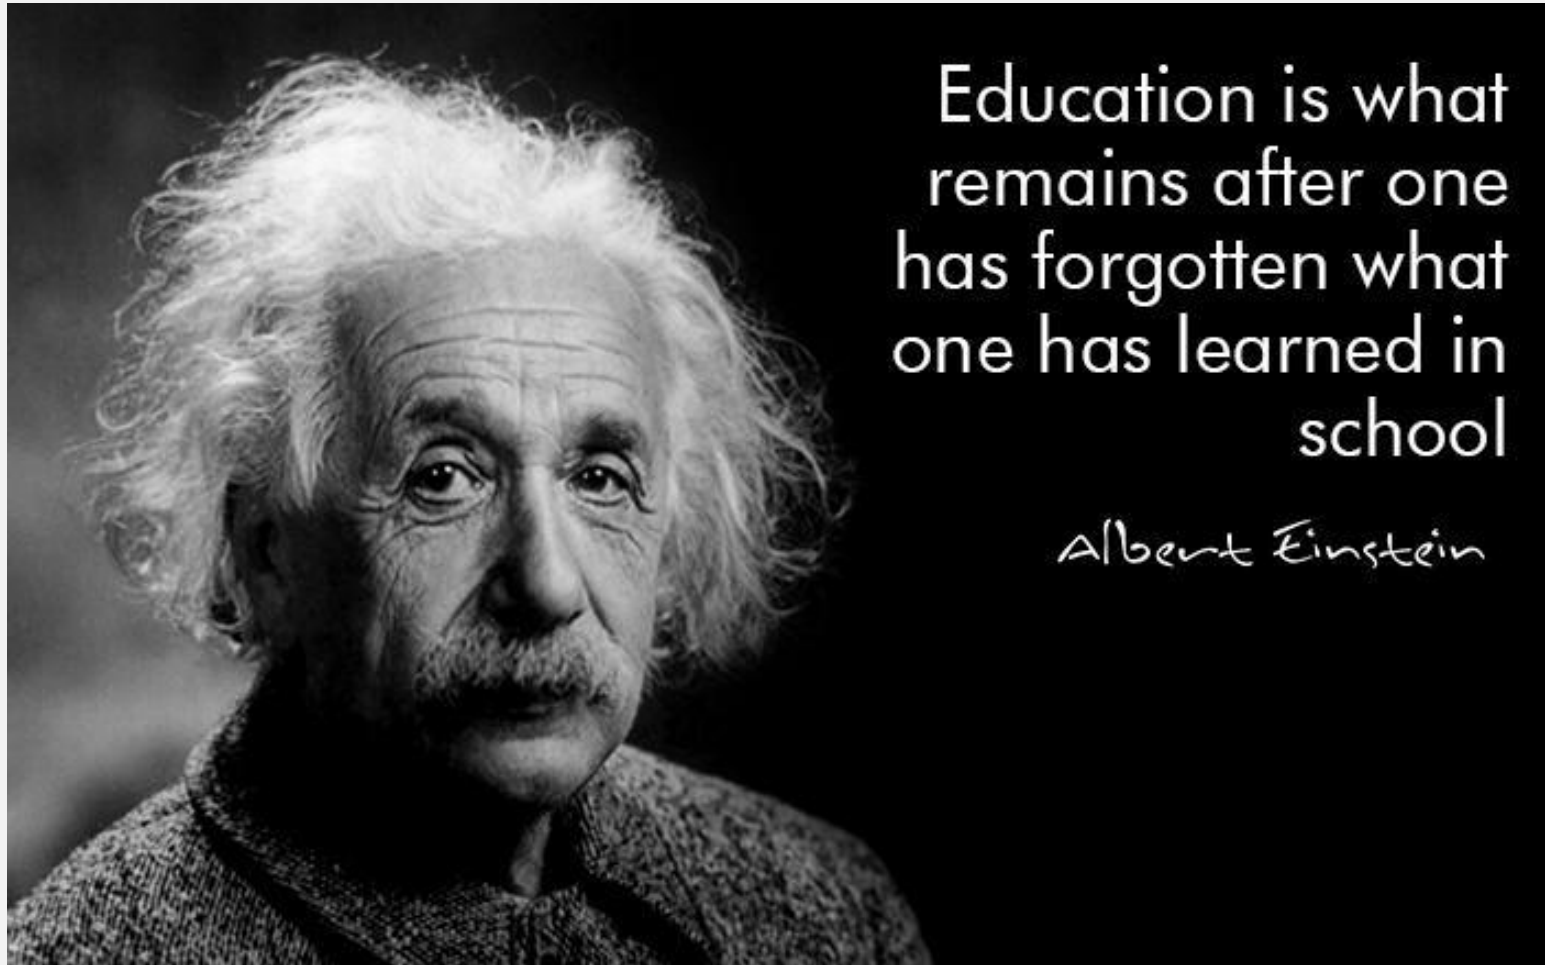 Education is what
remains after one
has forgotten what
one has learned in
school
Albert Einstein